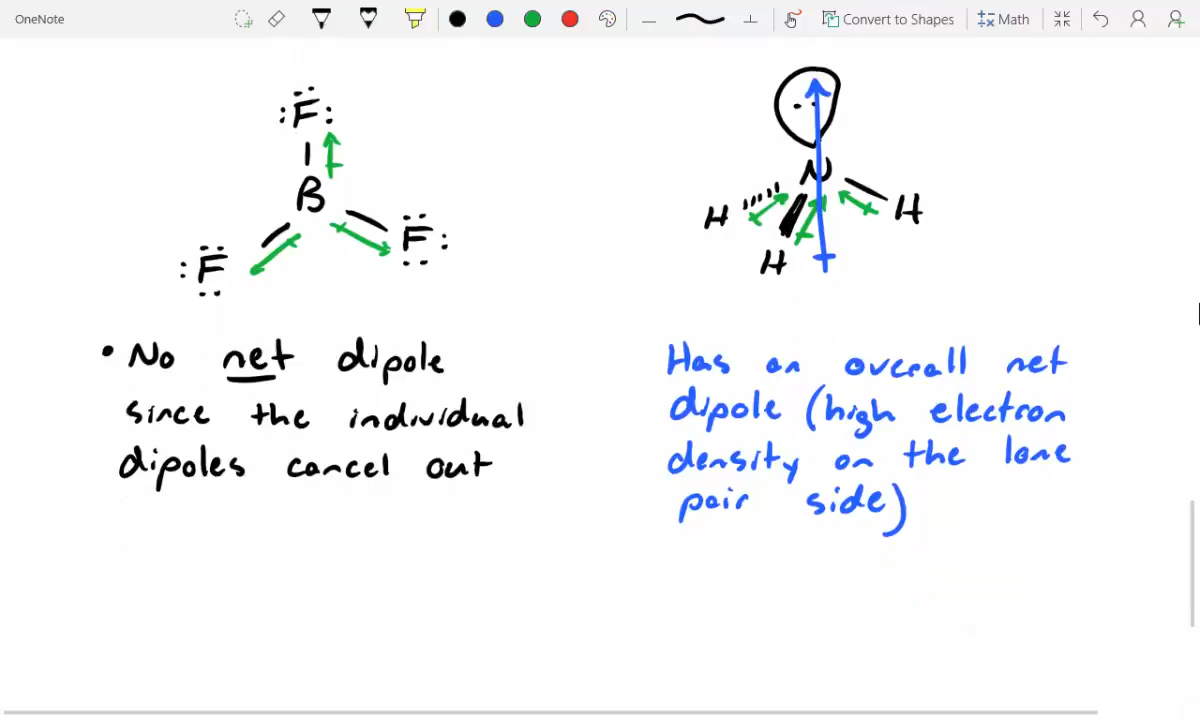 OneNote
Convert to Shapes
Math
:F:
B
:F
F:
N
H
H
H
• No net dipole
since the individual
dipoles cancel out
Has an overall net
dipole (high electron
density on the lone
pair side)